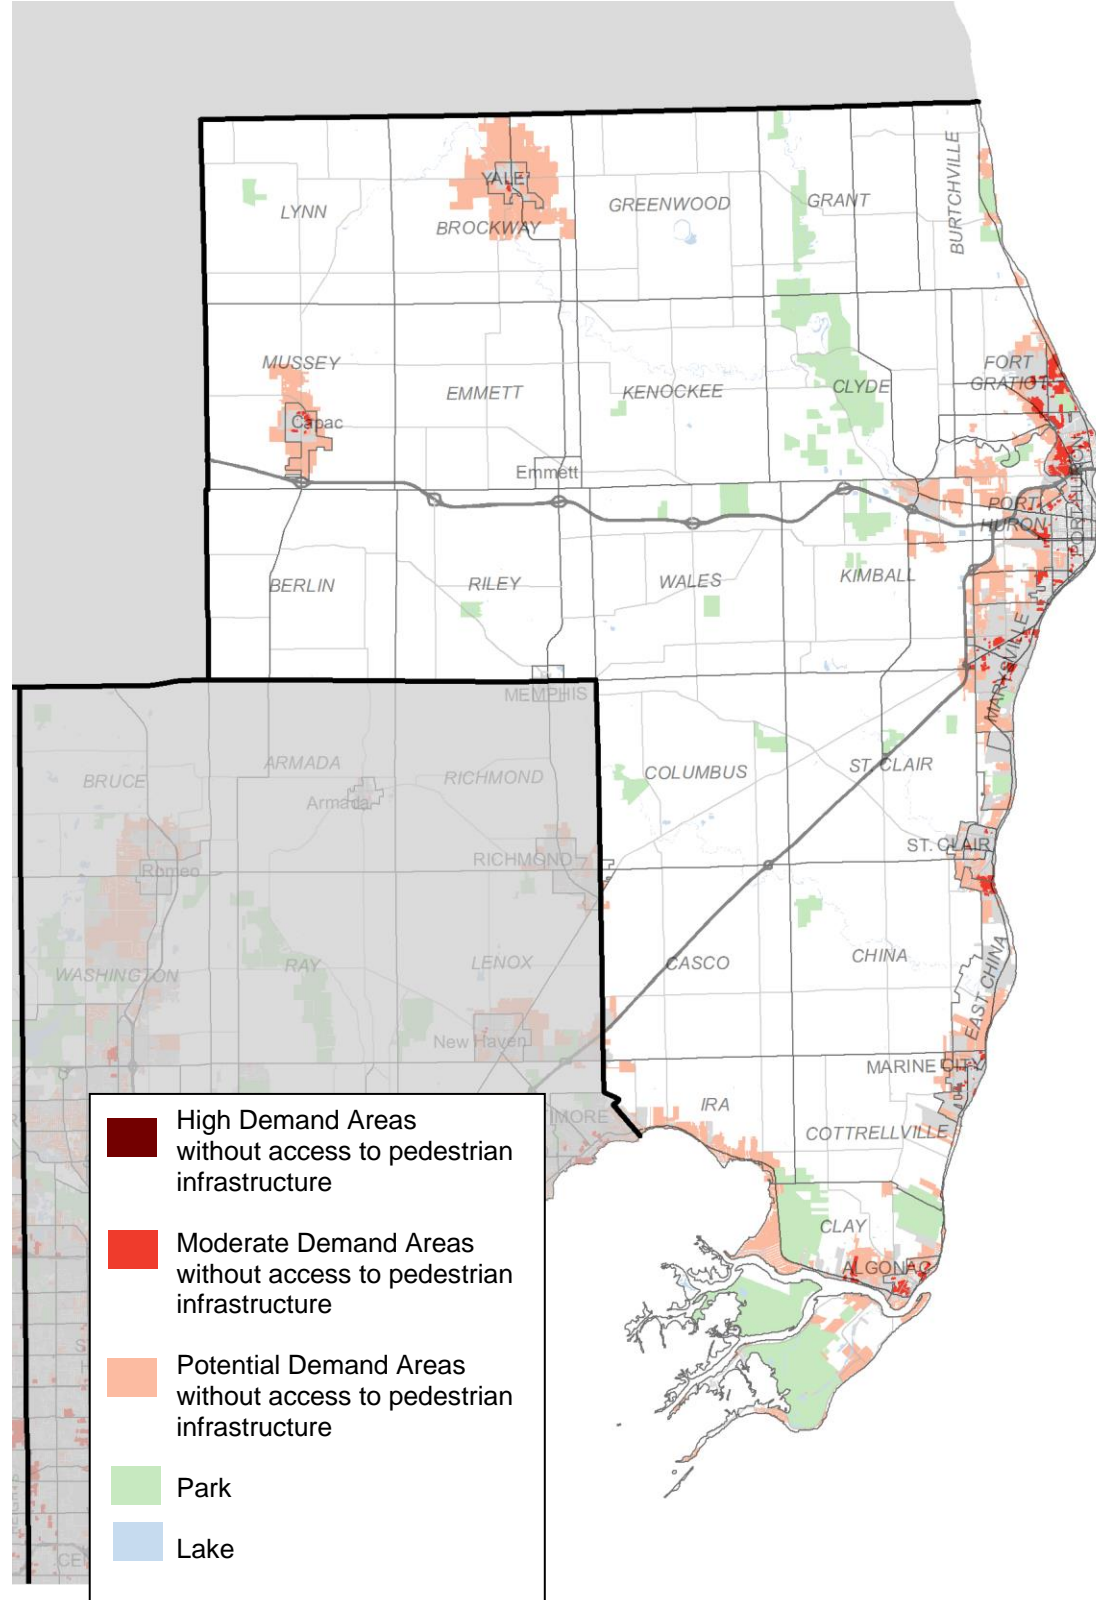 BURTCHVILLE
YALE
LYNN
GREENWOOD
GRANT
BROCKWAY
MUSSEY
FORT
GRATIOT
EMMETT
KENOCKEE
CLYDE
Capac
Emmett
PORT HURON
PORT
HURON
BERLIN
RILEY
WALES
KIMBALL
MARYSVILLE
MEMPHIS
BRUCE
ARMADA
RICHMOND
COLUMBUS
ST. CLAIR
Armada
ST. CLAIR
RICHMOND
Romeo
EAST CHINA
WASHINGTON
RAY
LENOX
CASCO
CHINA
New Haven
MARINE CITY
IRA
COTTRELLVILLE
CLAY
ALGONAC
High Demand Areas
without access to pedestrian
infrastructure
Moderate Demand Areas
without access to pedestrian
infrastructure
Potential Demand Areas
without access to pedestrian
infrastructure
Park
Lake